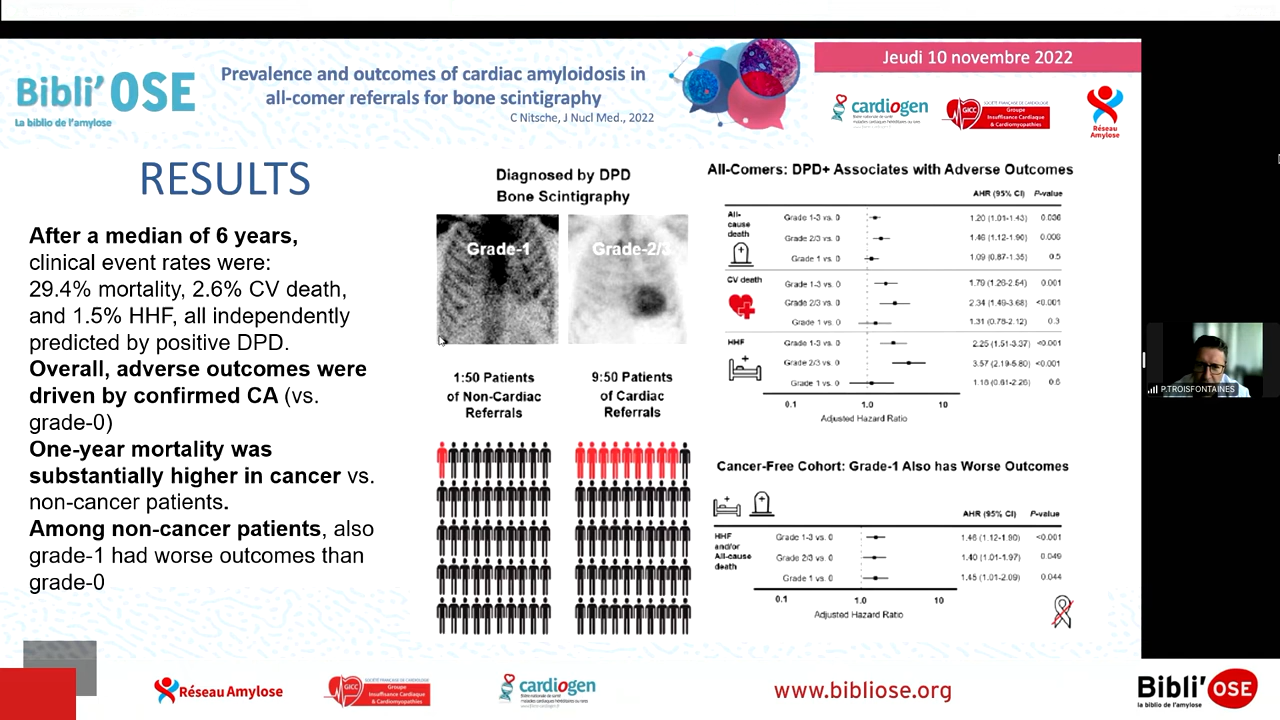 Bibli'OSE
La biblio de l'amylose
Prevalence and outcomes of cardiac amyloidosis in
all-comer referrals for bone scintigraphy
C Nitsche, J Nucl Med., 2022
Jeudi 10 novembre 2022
cardiogen
GICC
Groupe
Insuffisance Cardiaque
& Cardiomyopathies
Réseau
Amylose
RESULTS
After a median of 6 years,
clinical event rates were:
29.4% mortality, 2.6% CV death,
and 1.5% HHF, all independently
predicted by positive DPD.
Overall, adverse outcomes were
driven by confirmed CA (vs.
grade-0)
One-year mortality was
substantially higher in cancer vs.
non-cancer patients.
Among non-cancer patients, also
grade-1 had worse outcomes than
grade-0
Diagnosed by DPD
Bone Scintigraphy
Grade-1
Grade-2/3
1:50 Patients
of Non-Cardiac
Referrals
9:50 Patients
of Cardiac
Referrals
All-Comers: DPD+ Associates with Adverse Outcomes
AHR (95% CI) P-value
All-
cause
death
Grade 1-3 vs. 0 1.20 (1.01-1.43) 0.036
Grade 2/3 vs. 0 1.46 (1.12-1.90) 0.006
Grade 1 vs. 0 1.09 (0.87-1.35) 0.5
CV death
Grade 1-3 vs. 0 1.79 (1.26-2.54) 0.001
Grade 2/3 vs. 0 2.34 (1.49-3.68) <0.001
Grade 1 vs. 0 1.31 (0.78-2.12) 0.3
HHF
Grade 1-3 vs. 0 2.25 (1.51-3.37) <0.001
Grade 2/3 vs. 0 3.57 (2.19-5.80) <0.001
Grade 1 vs. 0 1.18 (0.61-2.26) 0.6
0.1 1.0 10
Adjusted Hazard Ratio
Cancer-Free Cohort: Grade-1 Also has Worse Outcomes
AHR (95% CI) P-value
HHF
and/or
All-cause
death
Grade 1-3 vs. 0 1.46 (1.12-1.90) <0.001
Grade 2/3 vs. 0 1.40 (1.01-1.97) 0.049
Grade 1 vs. 0 1.45 (1.01-2.09) 0.044
0.1 1.0 10
Adjusted Hazard Ratio
P.TROISFONTAINES
Réseau Amylose
GICC
Groupe
Insuffisance Cardiaque
& Cardiomyopathies
cardiogen
www.bibliose.org
Bibli'OSE
la biblio de l'amylose